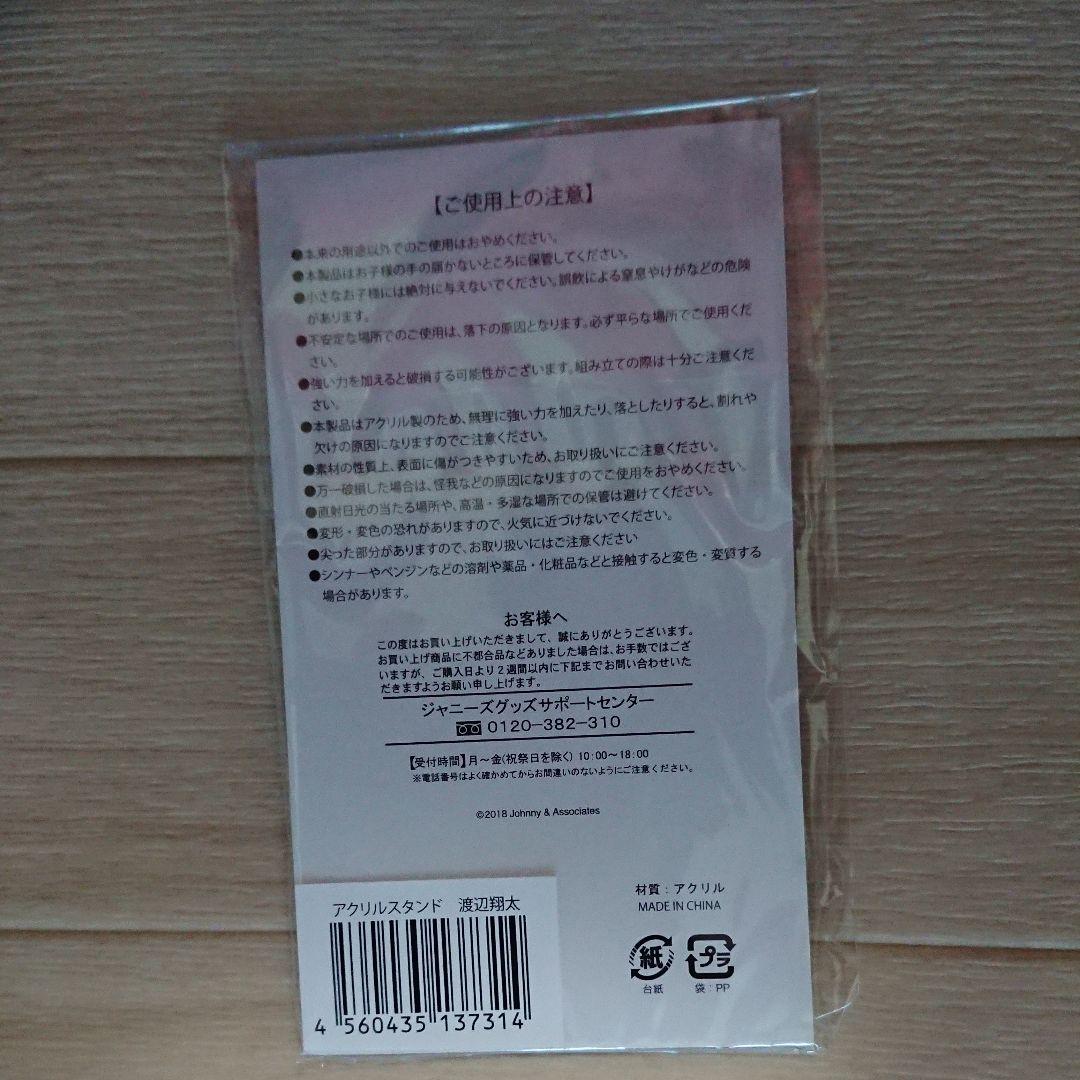 【ご使用上の注意】
●本来の用途以外でのご使用はおやめください。
●本製品はお子様の手の届かないところに保管してください。
●小さなお子様には絶対に与えないでください。誤飲による窒息やけがなどの危険
があります。
●不安定な場所でのご使用は、落下の原因となります。必ず平らな場所でご使用くだ
さい。
●強い力を加えると破損する可能性がございます。組み立ての際は十分ご注意くだ
さい。
●本製品はアクリル製のため、無理に強い力を加えたり、落としたりすると、割れや
欠けの原因になりますのでご注意ください。
●素材の性質上、表面に傷がつきやすいため、お取り扱いにご注意ください。
●万一破損した場合は、怪我などの原因になりますのでご使用をおやめください。
●直射日光の当たる場所や、高温・多湿な場所での保管は避けてください。
●変形・変色の恐れがありますので、火気に近づけないでください。
●尖った部分がありますので、お取り扱いにはご注意ください
●シンナーやベンジンなどの溶剤や薬品・化粧品などと接触すると変色・変質する
場合があります。
お客様へ
この度はお買い上げいただきまして、誠にありがとうございます。
お買い上げ商品に不都合品などありました場合は、お手数ではござ
いますが、ご購入日より2週間以内に下記までお問い合わせいた
だきますようお願い申し上げます。
ジャニーズグッズサポートセンター
0120-382-310
【受付時間】月～金(祝祭日を除く) 10:00~18:00
※電話番号はよく確かめてからお間違いのないようにご注意ください。
©2018 Johnny & Associates
アクリルスタンド　渡辺翔太
4 560435 137314
材質：アクリル
MADE IN CHINA
紙 プラ
台紙 袋：PP